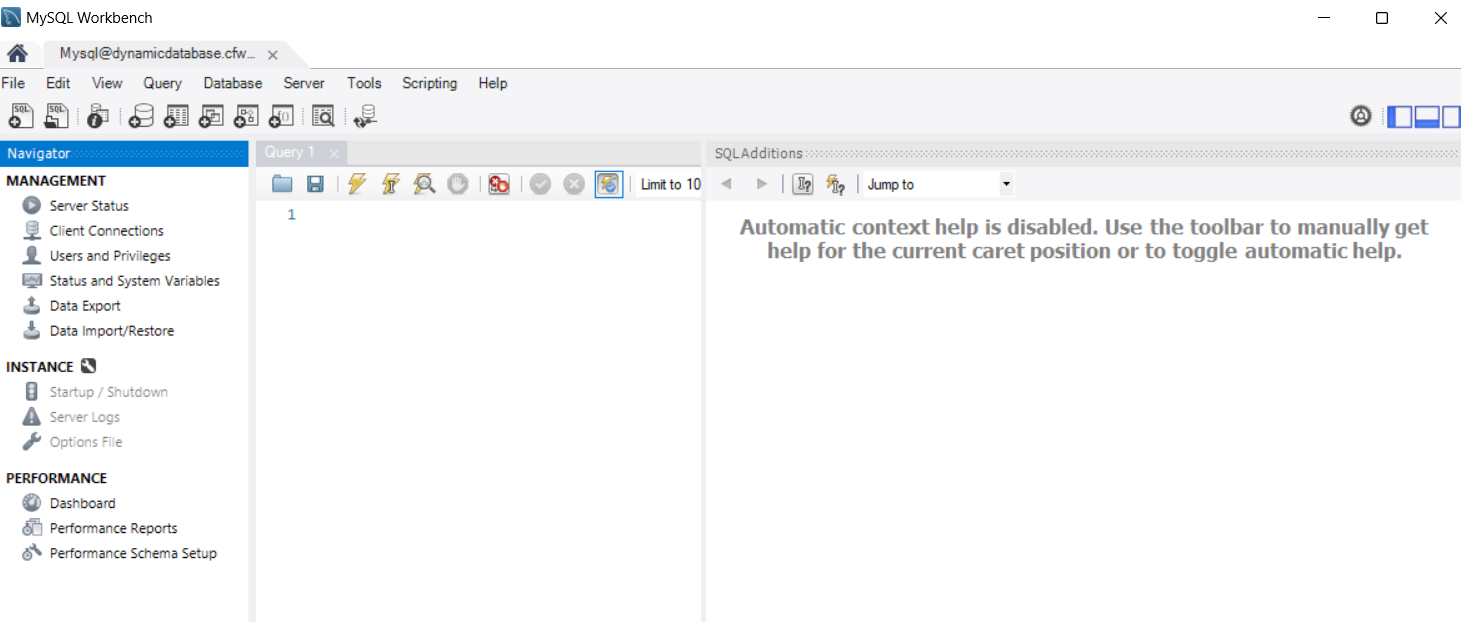 MySQL Workbench
Mysql@dynamicdatabase.cfw...
File Edit View Query Database Server Tools Scripting Help
SQL SQL
Navigator
Query 1
SQLAdditions
Limit to 10
Jump to
MANAGEMENT
Server Status
Client Connections
Users and Privileges
Status and System Variables
Data Export
Data Import/Restore
INSTANCE
Startup / Shutdown
Server Logs
Options File
PERFORMANCE
Dashboard
Performance Reports
Performance Schema Setup
1
Automatic context help is disabled. Use the toolbar to manually get
help for the current caret position or to toggle automatic help.